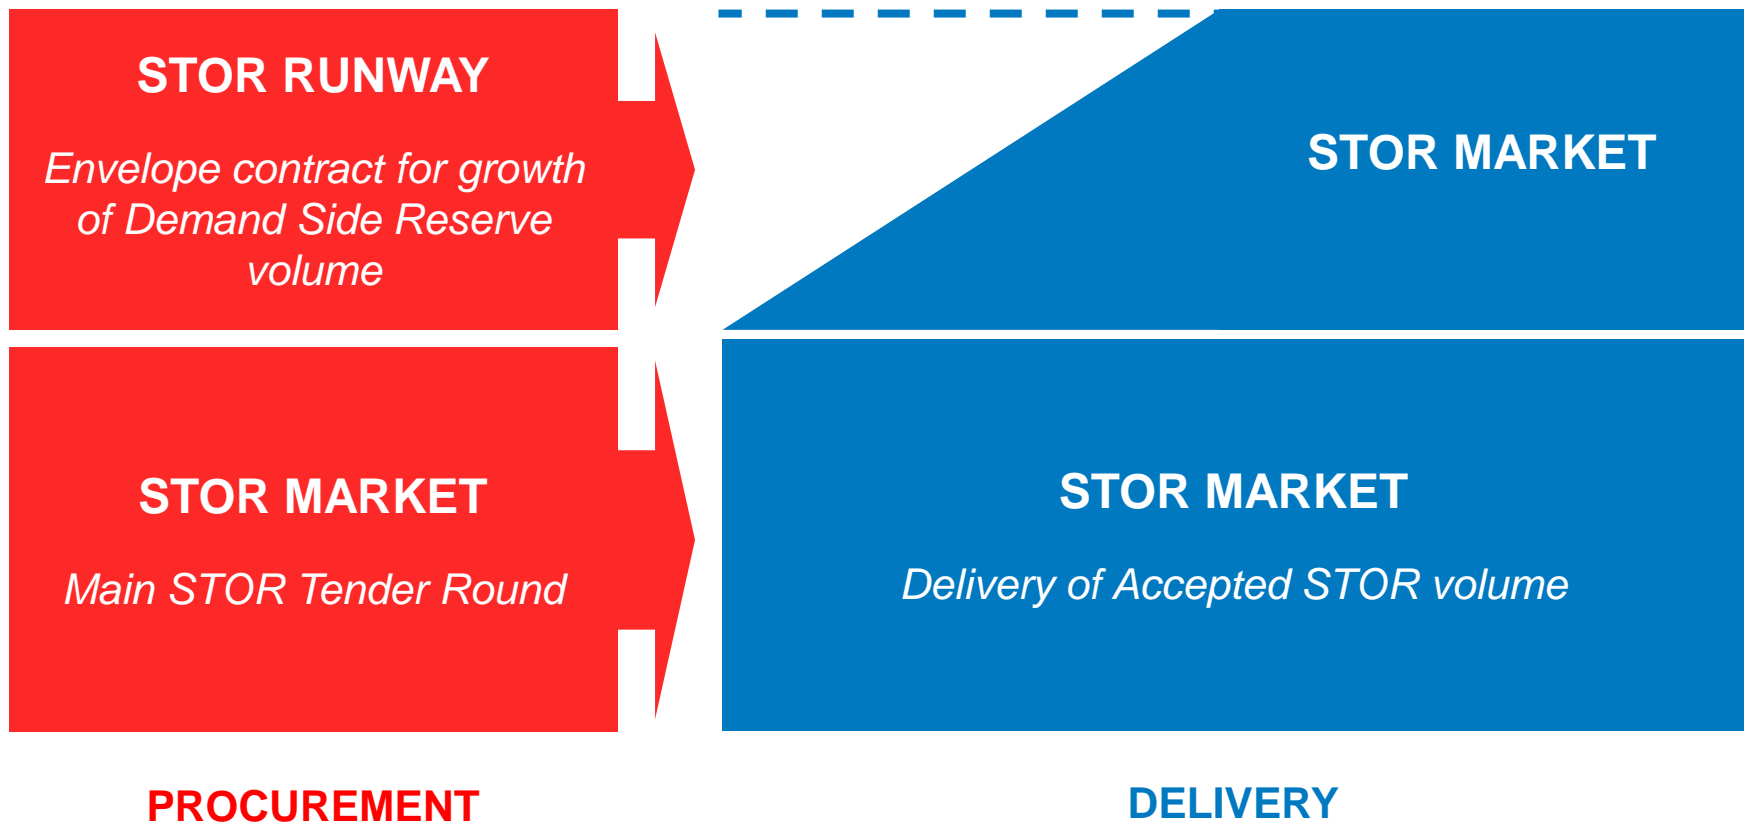 STOR RUNWAY
Envelope contract for growth
of Demand Side Reserve
volume
STOR MARKET
STOR MARKET
Main STOR Tender Round
STOR MARKET
Delivery of Accepted STOR volume
PROCUREMENT
DELIVERY